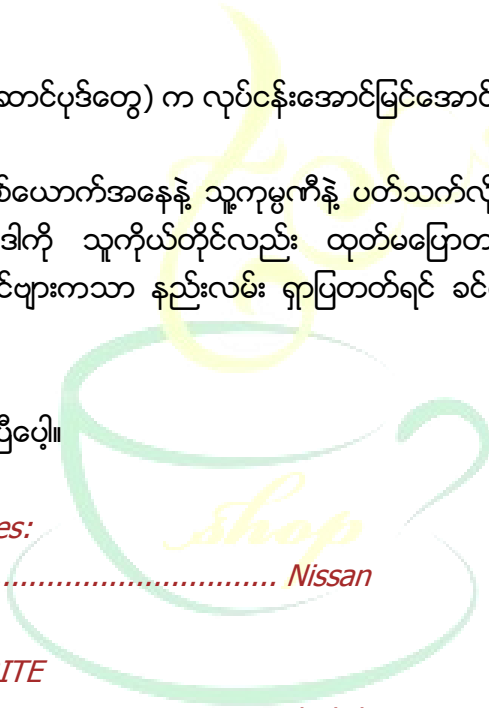 ဆောင်ပုဒ်တွေ) က လုပ်ငန်းအောင်မြင်အောင်
စ်ယောက်အနေနဲ့ သူ့ကုမ္ပဏီနဲ့ ပတ်သက်လို
ဒါကို သူကိုယ်တိုင်လည်း ထုတ်မပြောတ
င်ဗျားကသာ နည်းလမ်း ရှာပြတတ်ရင် ခင်
ပြီပေါ့။
es:
............................... Nissan
shop
ITE